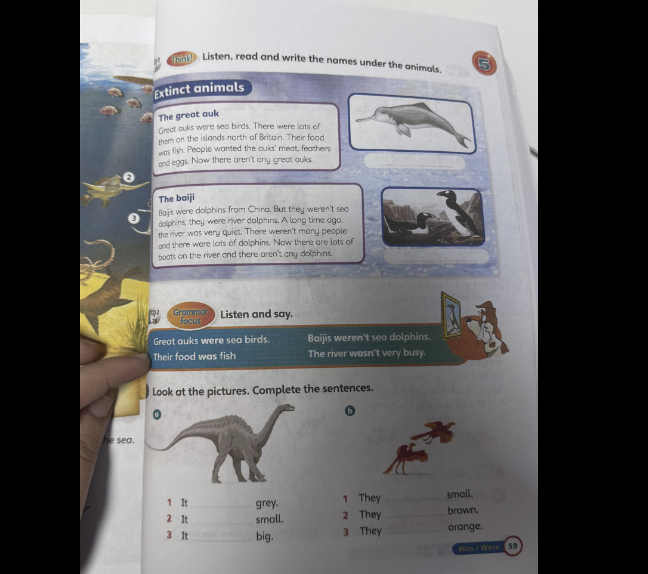 Think!
Listen, read and write the names under the animals.
5
Extinct animals
The great auk
Great auks were sea birds. There were lots of
them on the islands north of Britain. Their food
was fish. People wanted the auks' meat, feathers
and eggs. Now there aren't any great auks.
The baiji
Baijis were dolphins from China. But they weren't sea
dolphins, they were river dolphins. A long time ago,
the river was very quiet. There weren't many people
and there were lots of dolphins. Now there are lots of
boats on the river and there aren't any dolphins.
2
3
Grammar
focus
Listen and say.
Great auks were sea birds.
Baijis weren't sea dolphins.
Their food was fish
The river wasn't very busy.
Look at the pictures. Complete the sentences.
a
b
he sea.
1 It grey.
2 It small.
3 It big.
1 They small.
2 They brown.
3 They orange.
Was / Were 59